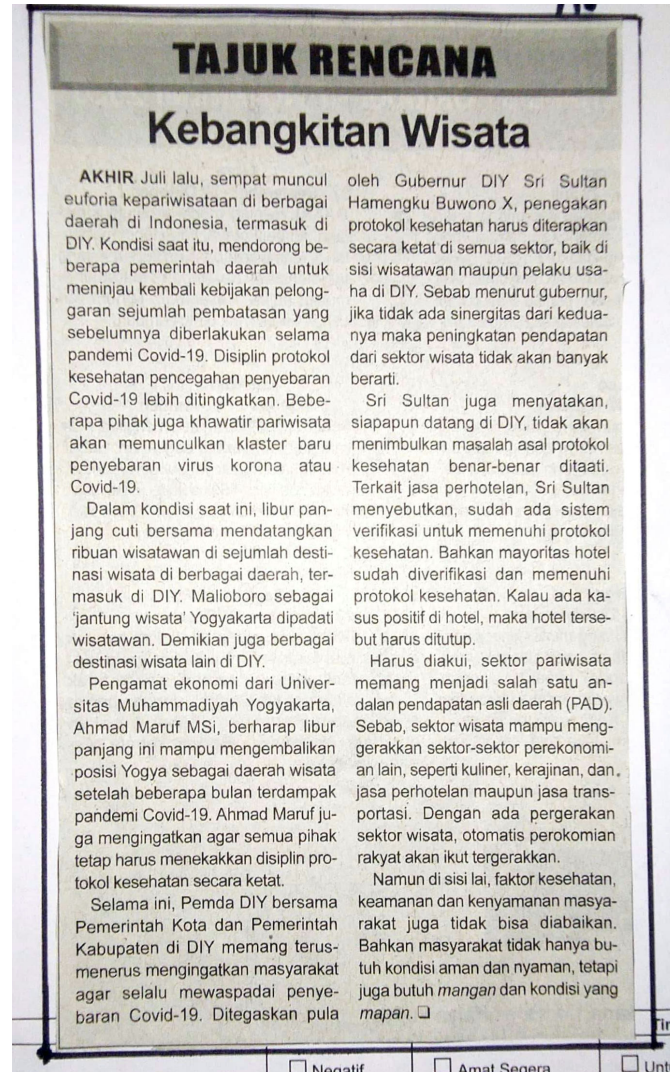 TAJUK RENCANA
Kebangkitan Wisata
AKHIR Juli lalu, sempat muncul
euforia kepariwisataan di berbagai
daerah di Indonesia, termasuk di
DIY. Kondisi saat itu, mendorong be-
berapa pemerintah daerah untuk
meninjau kembali kebijakan pelong-
garan sejumlah pembatasan yang
sebelumnya diberlakukan selama
pandemi Covid-19. Disiplin protokol
kesehatan pencegahan penyebaran
Covid-19 lebih ditingkatkan. Bebe-
rapa pihak juga khawatir pariwisata
akan memunculkan klaster baru
penyebaran virus korona atau
Covid-19.
Dalam kondisi saat ini, libur pan-
jang cuti bersama mendatangkan
ribuan wisatawan di sejumlah desti-
nasi wisata di berbagai daerah, ter-
masuk di DIY. Malioboro sebagai
'jantung wisata' Yogyakarta dipadati
wisatawan. Demikian juga berbagai
destinasi wisata lain di DIY.
Pengamat ekonomi dari Univer-
sitas Muhammadiyah Yogyakarta,
Ahmad Maruf MSi, berharap libur
panjang ini mampu mengembalikan
posisi Yogya sebagai daerah wisata
setelah beberapa bulan terdampak
pandemi Covid-19. Ahmad Maruf ju-
ga mengingatkan agar semua pihak
tetap harus menekakkan disiplin pro-
tokol kesehatan secara ketat.
Selama ini, Pemda DIY bersama
Pemerintah Kota dan Pemerintah
Kabupaten di DIY memang terus-
menerus mengingatkan masyarakat
agar selalu mewaspadai penye-
baran Covid-19. Ditegaskan pula
oleh Gubernur DIY Sri Sultan
Hamengku Buwono X, penegakan
protokol kesehatan harus diterapkan
secara ketat di semua sektor, baik di
sisi wisatawan maupun pelaku usa-
ha di DIY. Sebab menurut gubernur,
jika tidak ada sinergitas dari kedua-
nya maka peningkatan pendapatan
dari sektor wisata tidak akan banyak
berarti.
Sri Sultan juga menyatakan,
siapapun datang di DIY, tidak akan
menimbulkan masalah asal protokol
kesehatan benar-benar ditaati.
Terkait jasa perhotelan, Sri Sultan
menyebutkan, sudah ada sistem
verifikasi untuk memenuhi protokol
kesehatan. Bahkan mayoritas hotel
sudah diverifikasi dan memenuhi
protokol kesehatan. Kalau ada ka-
sus positif di hotel, maka hotel terse-
but harus ditutup.
Harus diakui, sektor pariwisata
memang menjadi salah satu an-
dalan pendapatan asli daerah (PAD).
Sebab, sektor wisata mampu meng-
gerakkan sektor-sektor perekonomi-
an lain, seperti kuliner, kerajinan, dan
jasa perhotelan maupun jasa trans-
portasi. Dengan ada pergerakan
sektor wisata, otomatis perokomian
rakyat akan ikut tergerakkan.
Namun di sisi lai, faktor kesehatan,
keamanan dan kenyamanan masya-
rakat juga tidak bisa diabaikan.
Bahkan masyarakat tidak hanya bu-
tuh kondisi aman dan nyaman, tetapi
juga butuh mangan dan kondisi yang
mapan. ❑
Negatif
Amat Segera